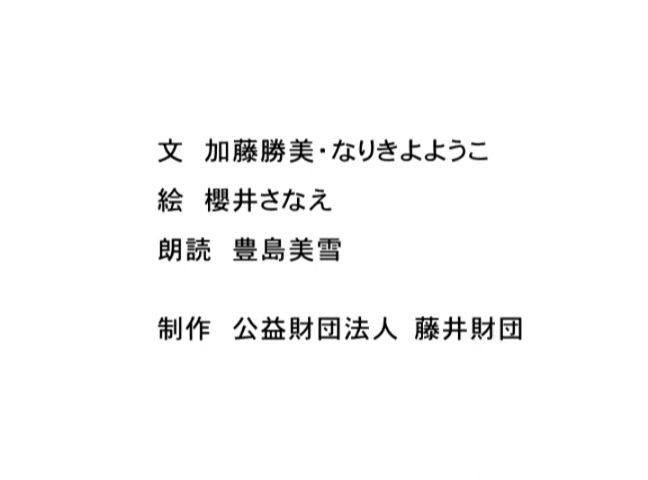 文　加藤勝美・なりきよようこ
絵　櫻井さなえ
朗読　豊島美雪
制作　公益財団法人 藤井財団